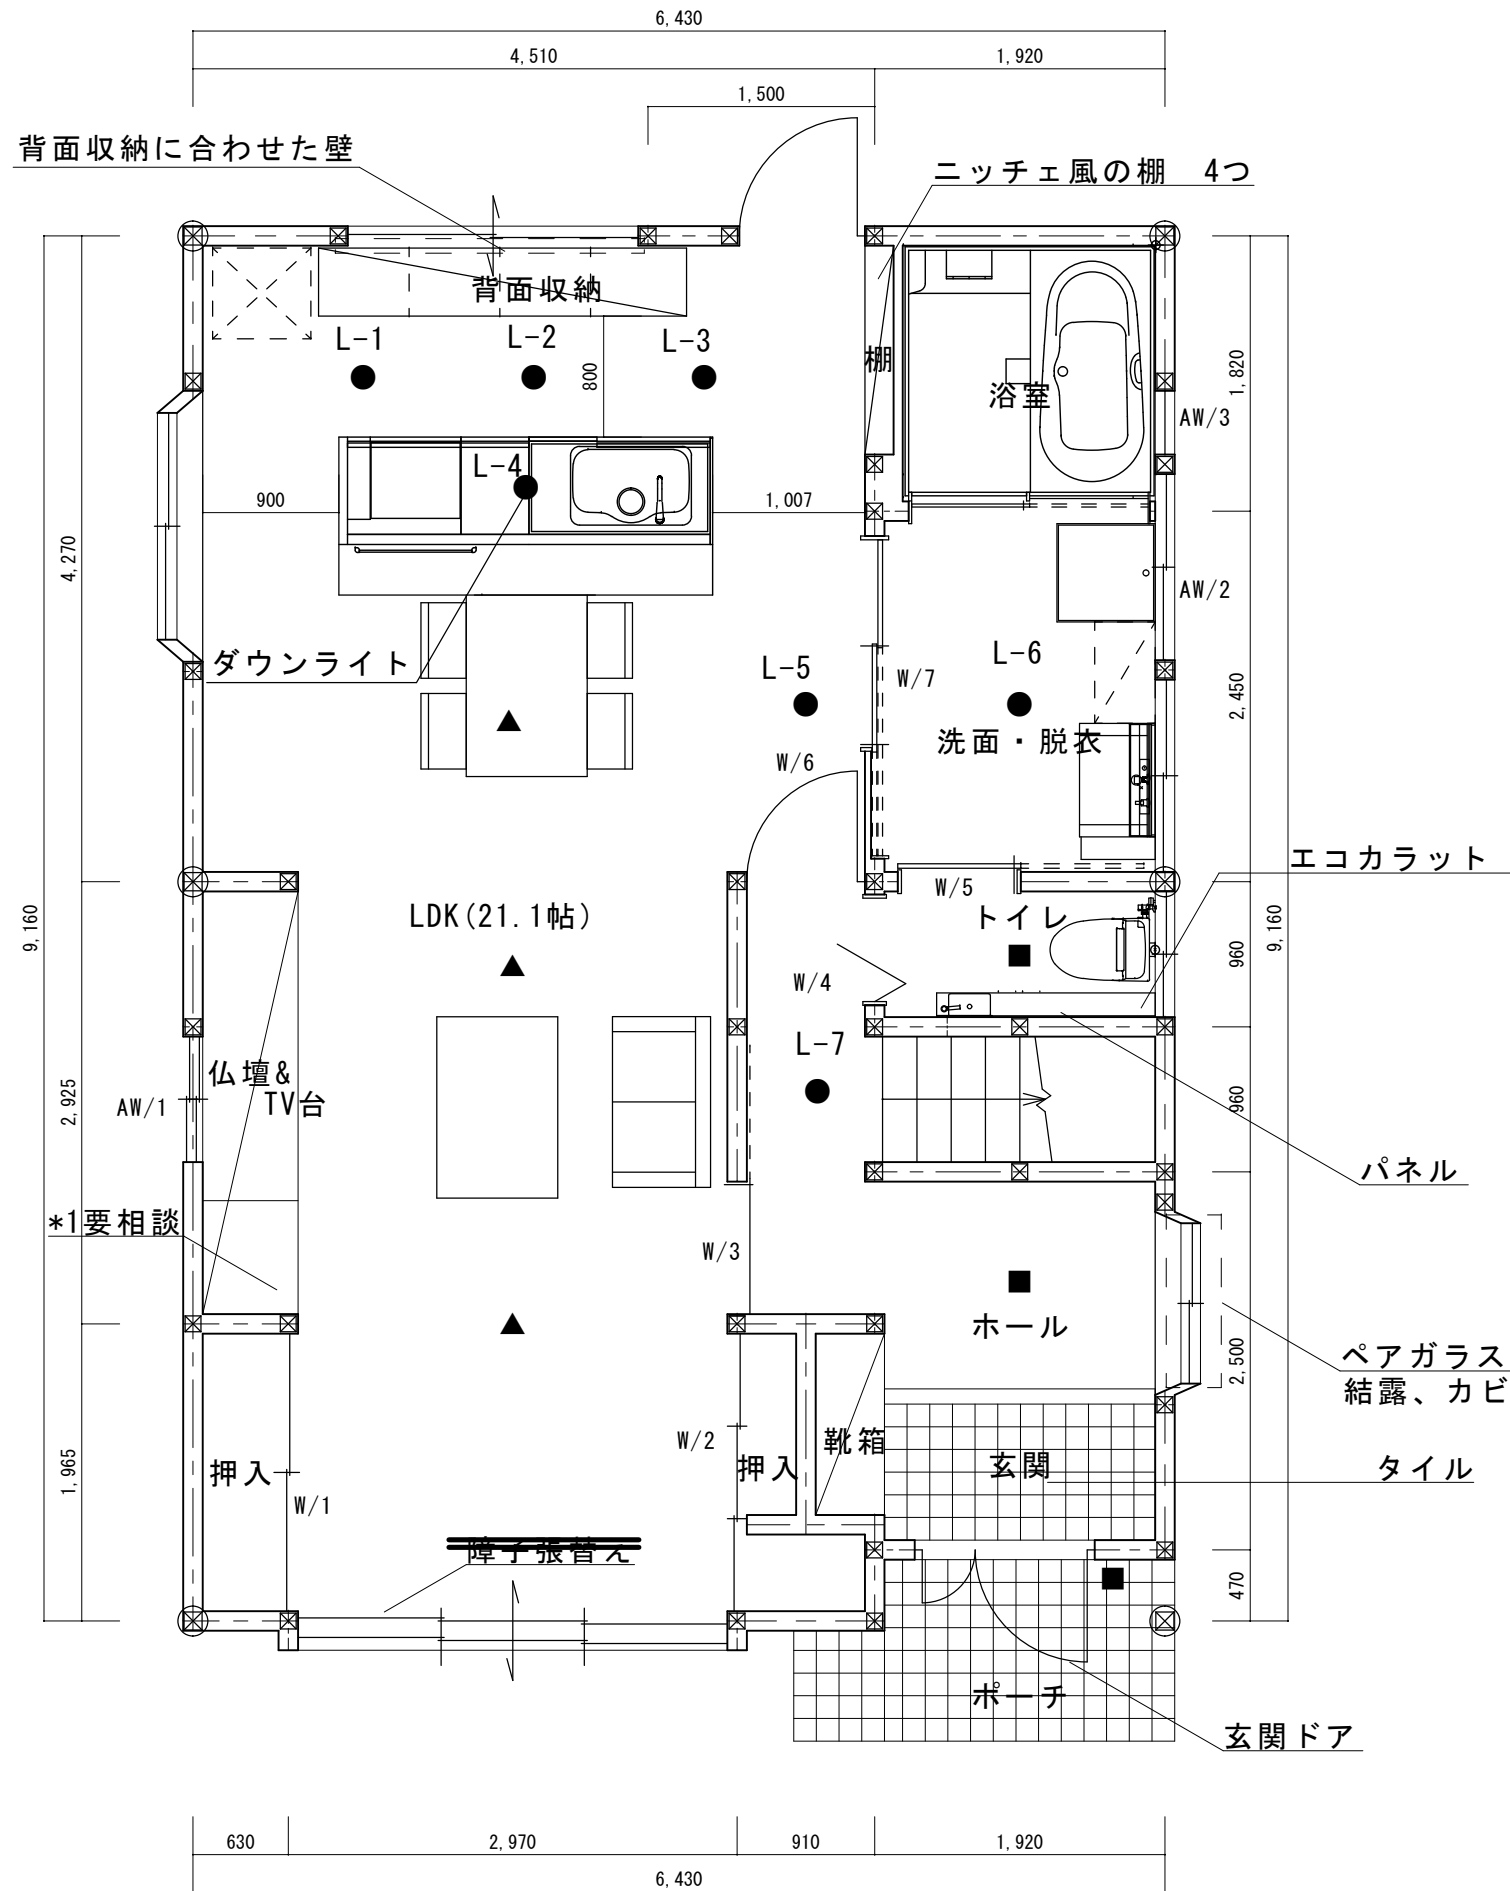 6,430
4,510
1,920
1,500
背面収納に合わせた壁
ニッチェ風の棚 4つ
背面収納
L-1
L-2
L-3
800
棚
浴室
1,820
AW/3
L-4
900
1,007
4,270
AW/2
ダウンライト
L-5
L-6
W/7
2,450
洗面・脱衣
W/6
エコカラット
W/5
LDK(21.1帖)
トイレ
9,160
960
9,160
W/4
L-7
仏壇&
TV台
AW/1
2,925
960
パネル
*1要相談
W/3
ホール
ペアガラス
2,500
結露、カビ
W/2
靴箱
押入
押入
玄関
タイル
1,965
W/1
障子張替え
470
ポーチ
玄関ドア
630
2,970
910
1,920
6,430